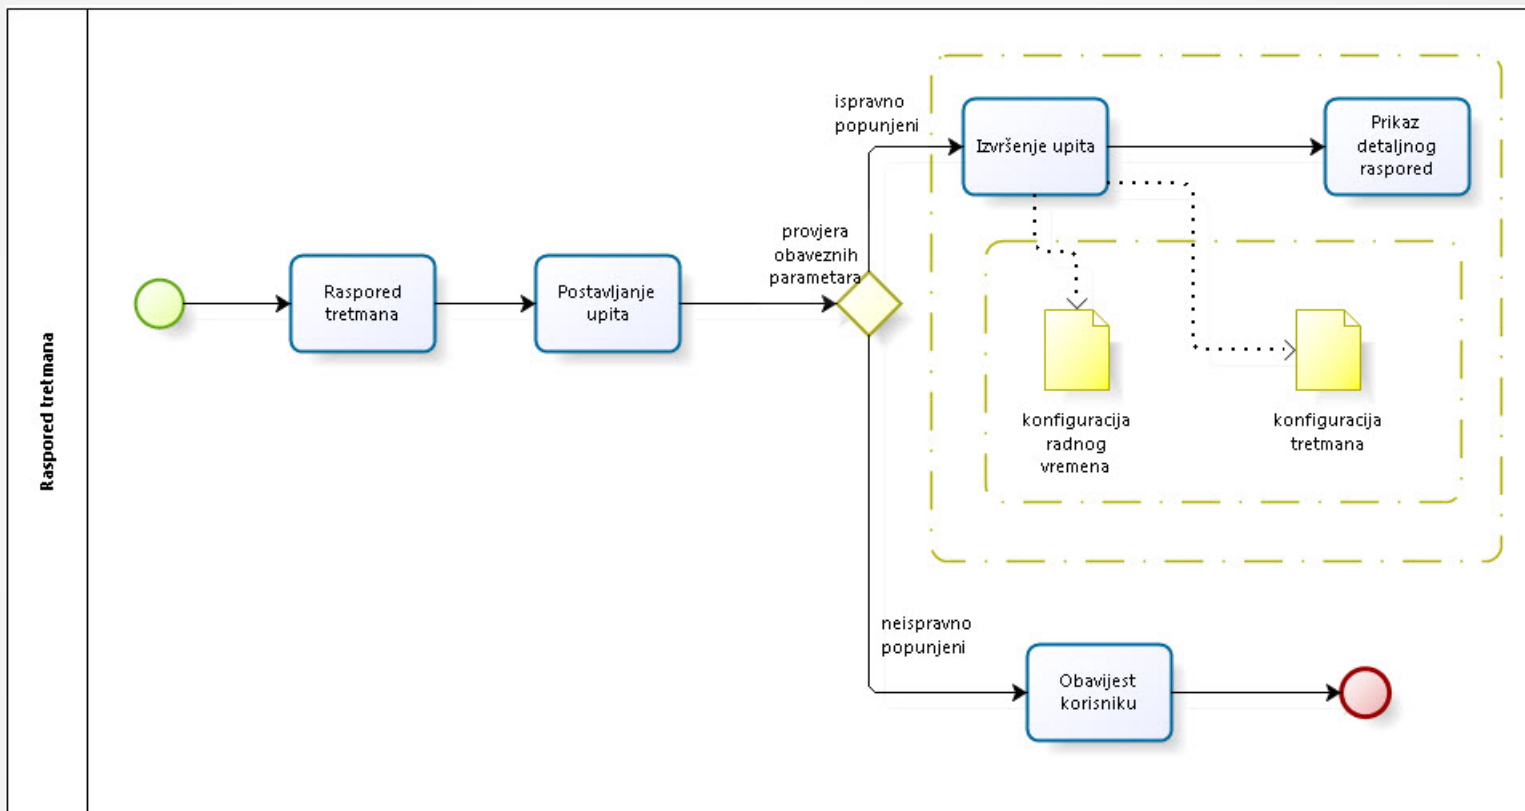 Raspored tretmana
Raspored
tretmana
Postavljanje
upita
provjera
obaveznih
parametara
ispravno
popunjeni
Izvršenje upita
Prikaz
detaljnog
raspored
konfiguracija
radnog
vremena
konfiguracija
tretmana
neispravno
popunjeni
Obavijest
korisniku